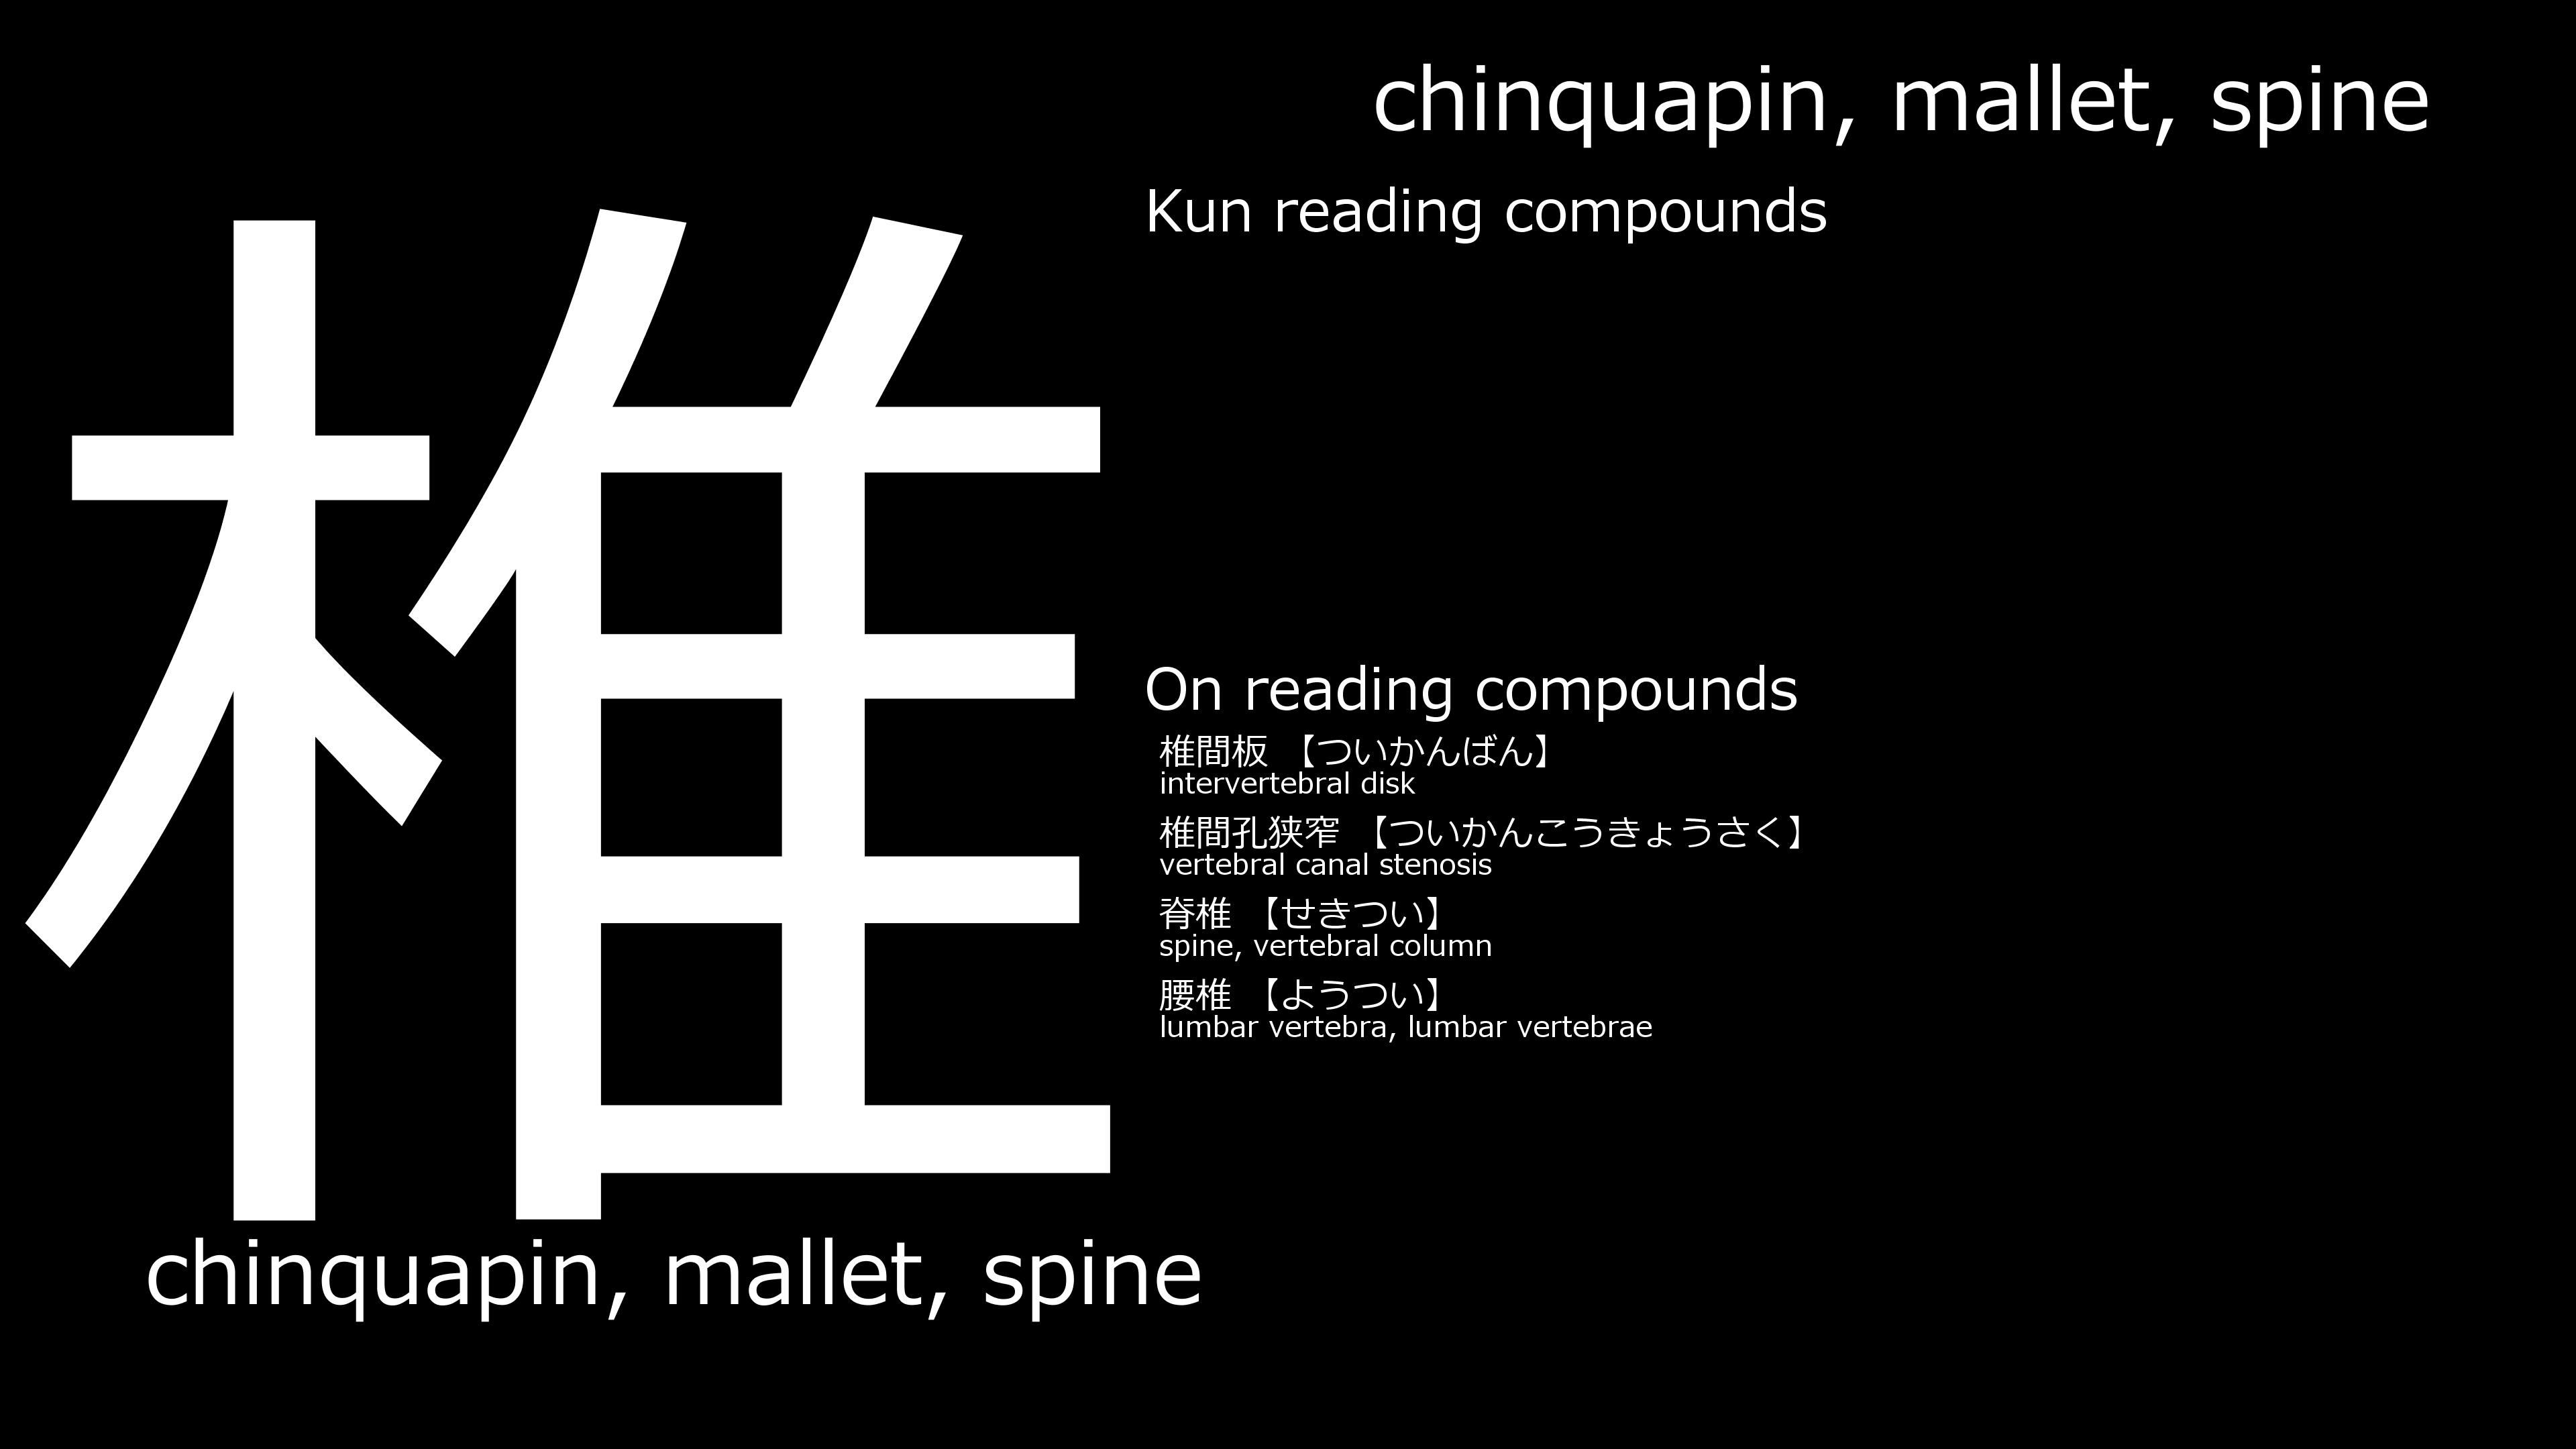 椎
chinquapin, mallet, spine
chinquapin, mallet, spine
Kun reading compounds
On reading compounds
椎間板 【ついかんばん】
intervertebral disk
椎間孔狭窄 【ついかんこうきょうさく】
vertebral canal stenosis
脊椎 【せきつい】
spine, vertebral column
腰椎 【ようつい】
lumbar vertebra, lumbar vertebrae